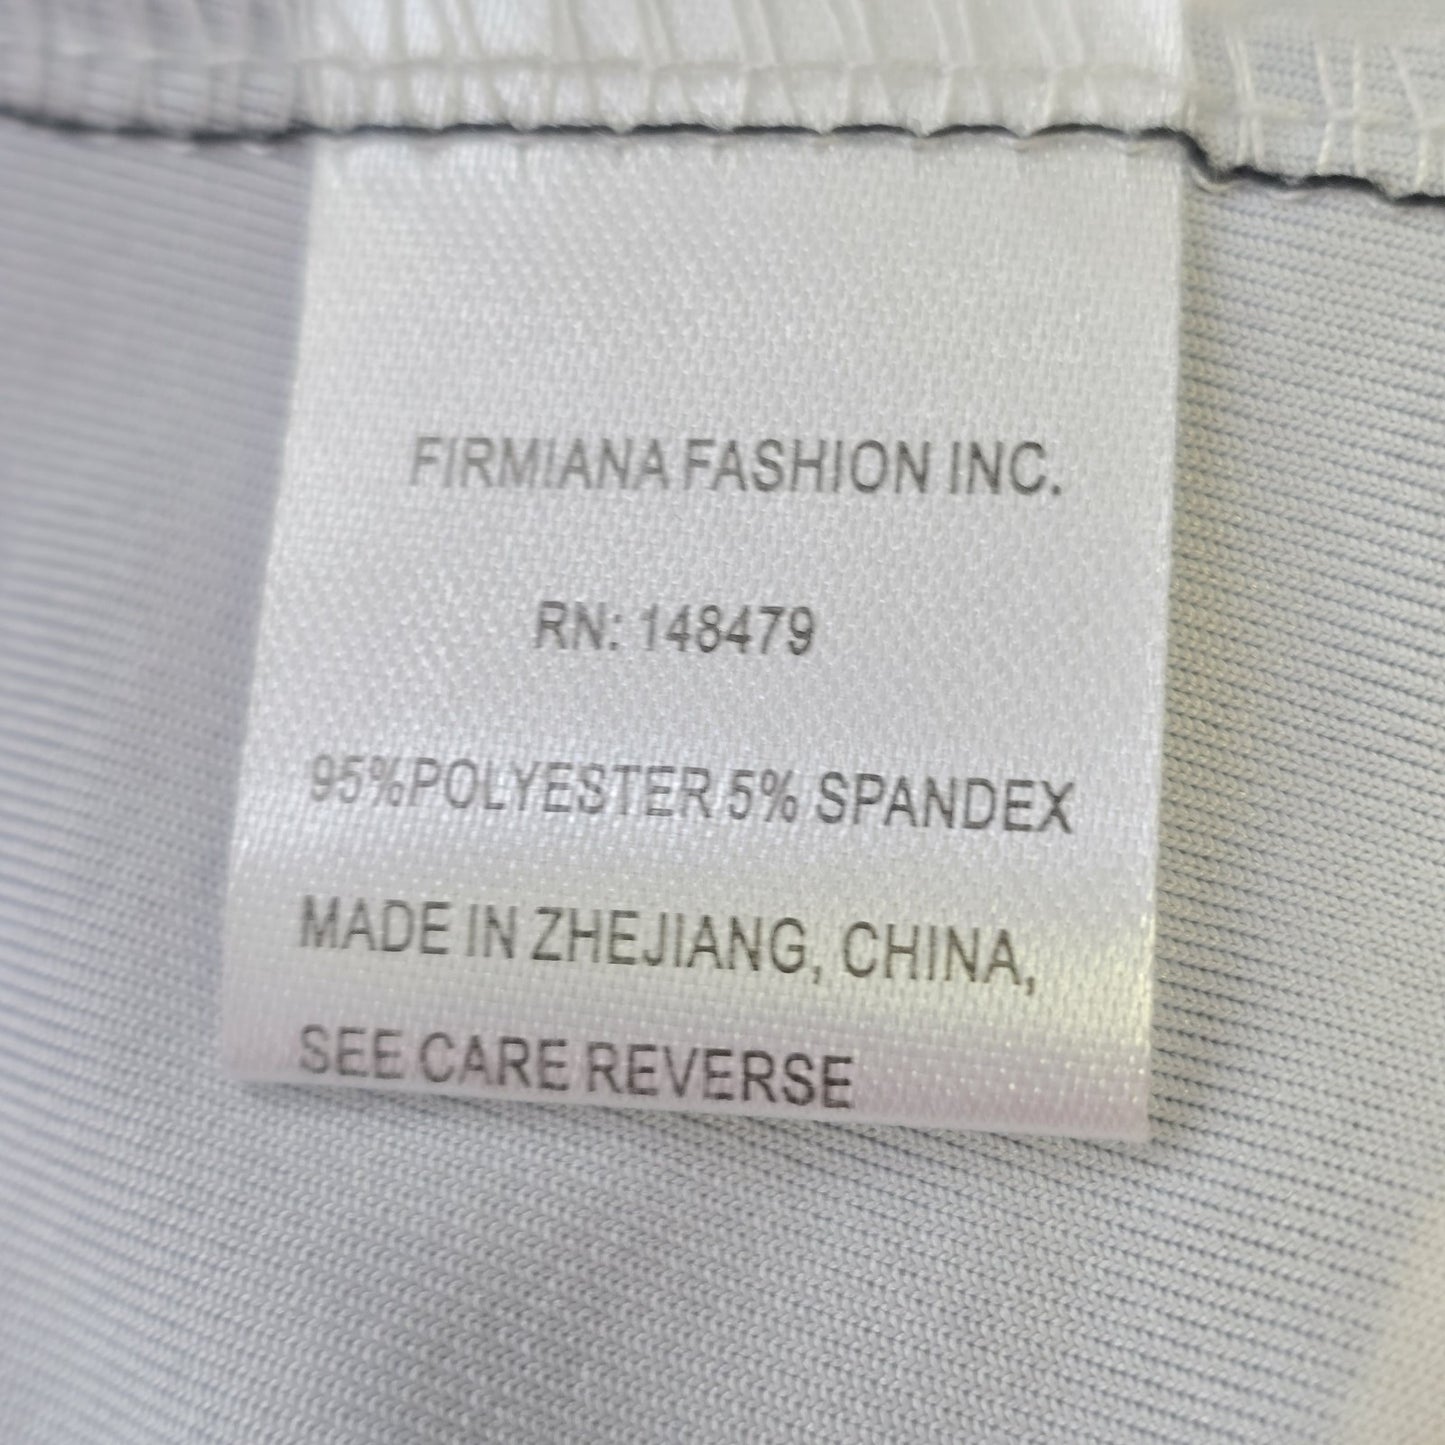 FIRMIANA FASHION INC.
RN: 148479
95%POLYESTER 5% SPANDEX
MADE IN ZHEJIANG, CHINA,
SEE CARE REVERSE